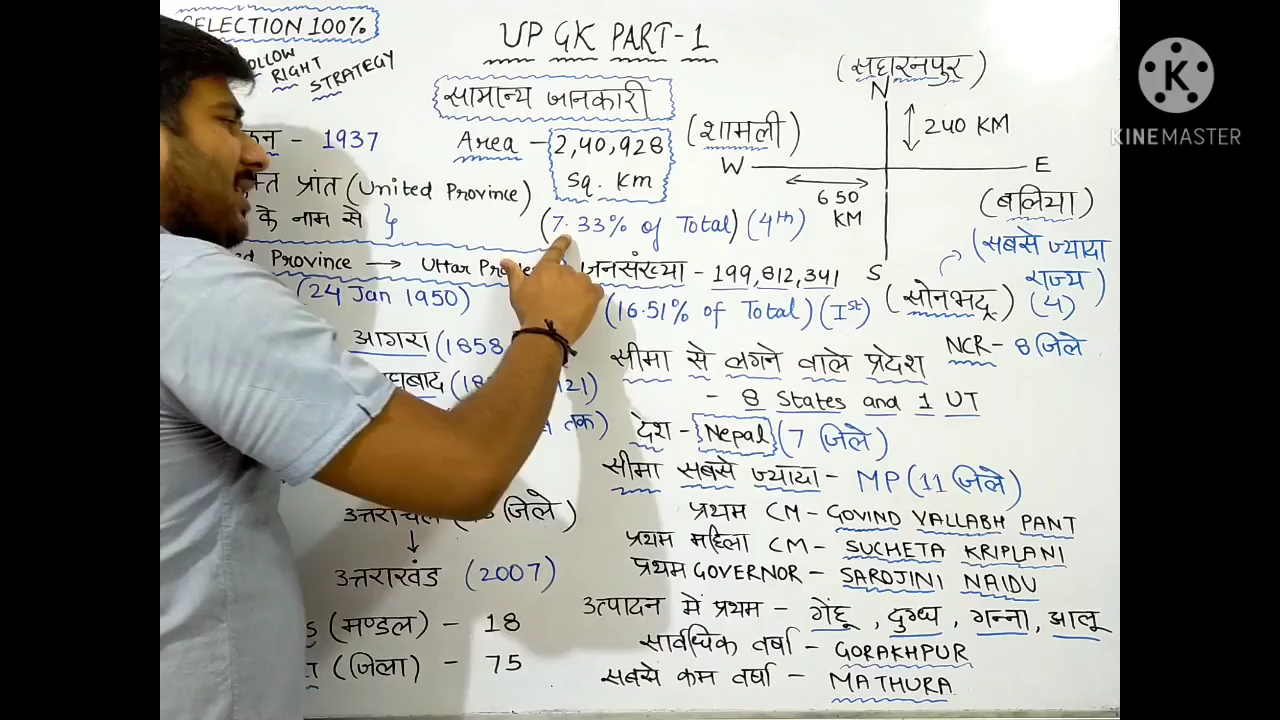 SELECTION 100%
RIGHT
STRATEGY
UP GK PART-1
सामान्य जानकारी
- 1937
प्रांत (United Province)
के नाम से }
Province → Uttar
(24 Jan 1950)
आगरा (1858
तक)
जिले)
↓
उत्तराखंड (2007)
(मण्डल) - 18
(जिला) - 75
Area - 2,40,928
Sq. Km
(7.33% of Total) (4th)
जनसंख्या - 199,812,341
(16.51% of Total) (Ist)
सीमा से लगने वाले प्रदेश
- 8 States and 1 UT
देश - Nepal (7 जिले)
सीमा सबसे ज्यादा - MP (11 जिले)
प्रथम CM - GOVIND VALLABH PANT
प्रथम महिला CM - SUCHETA KRIPLANI
प्रथम GOVERNOR - SAROJINI NAIDU
उत्पादन में प्रथम - गेंहू, दुग्ध, गन्ना, आलू
सार्वधिक वर्षा - GORAKHPUR
सबसे कम वर्षा - MATHURA
(सहारनपुर)
N
240 KM
(शामली)
W
E
650
KM
(बलिया)
(सबसे ज्यादा
राज्य)
S
(सोनभद्र) (4)
NCR - 8 जिले
KINEMASTER